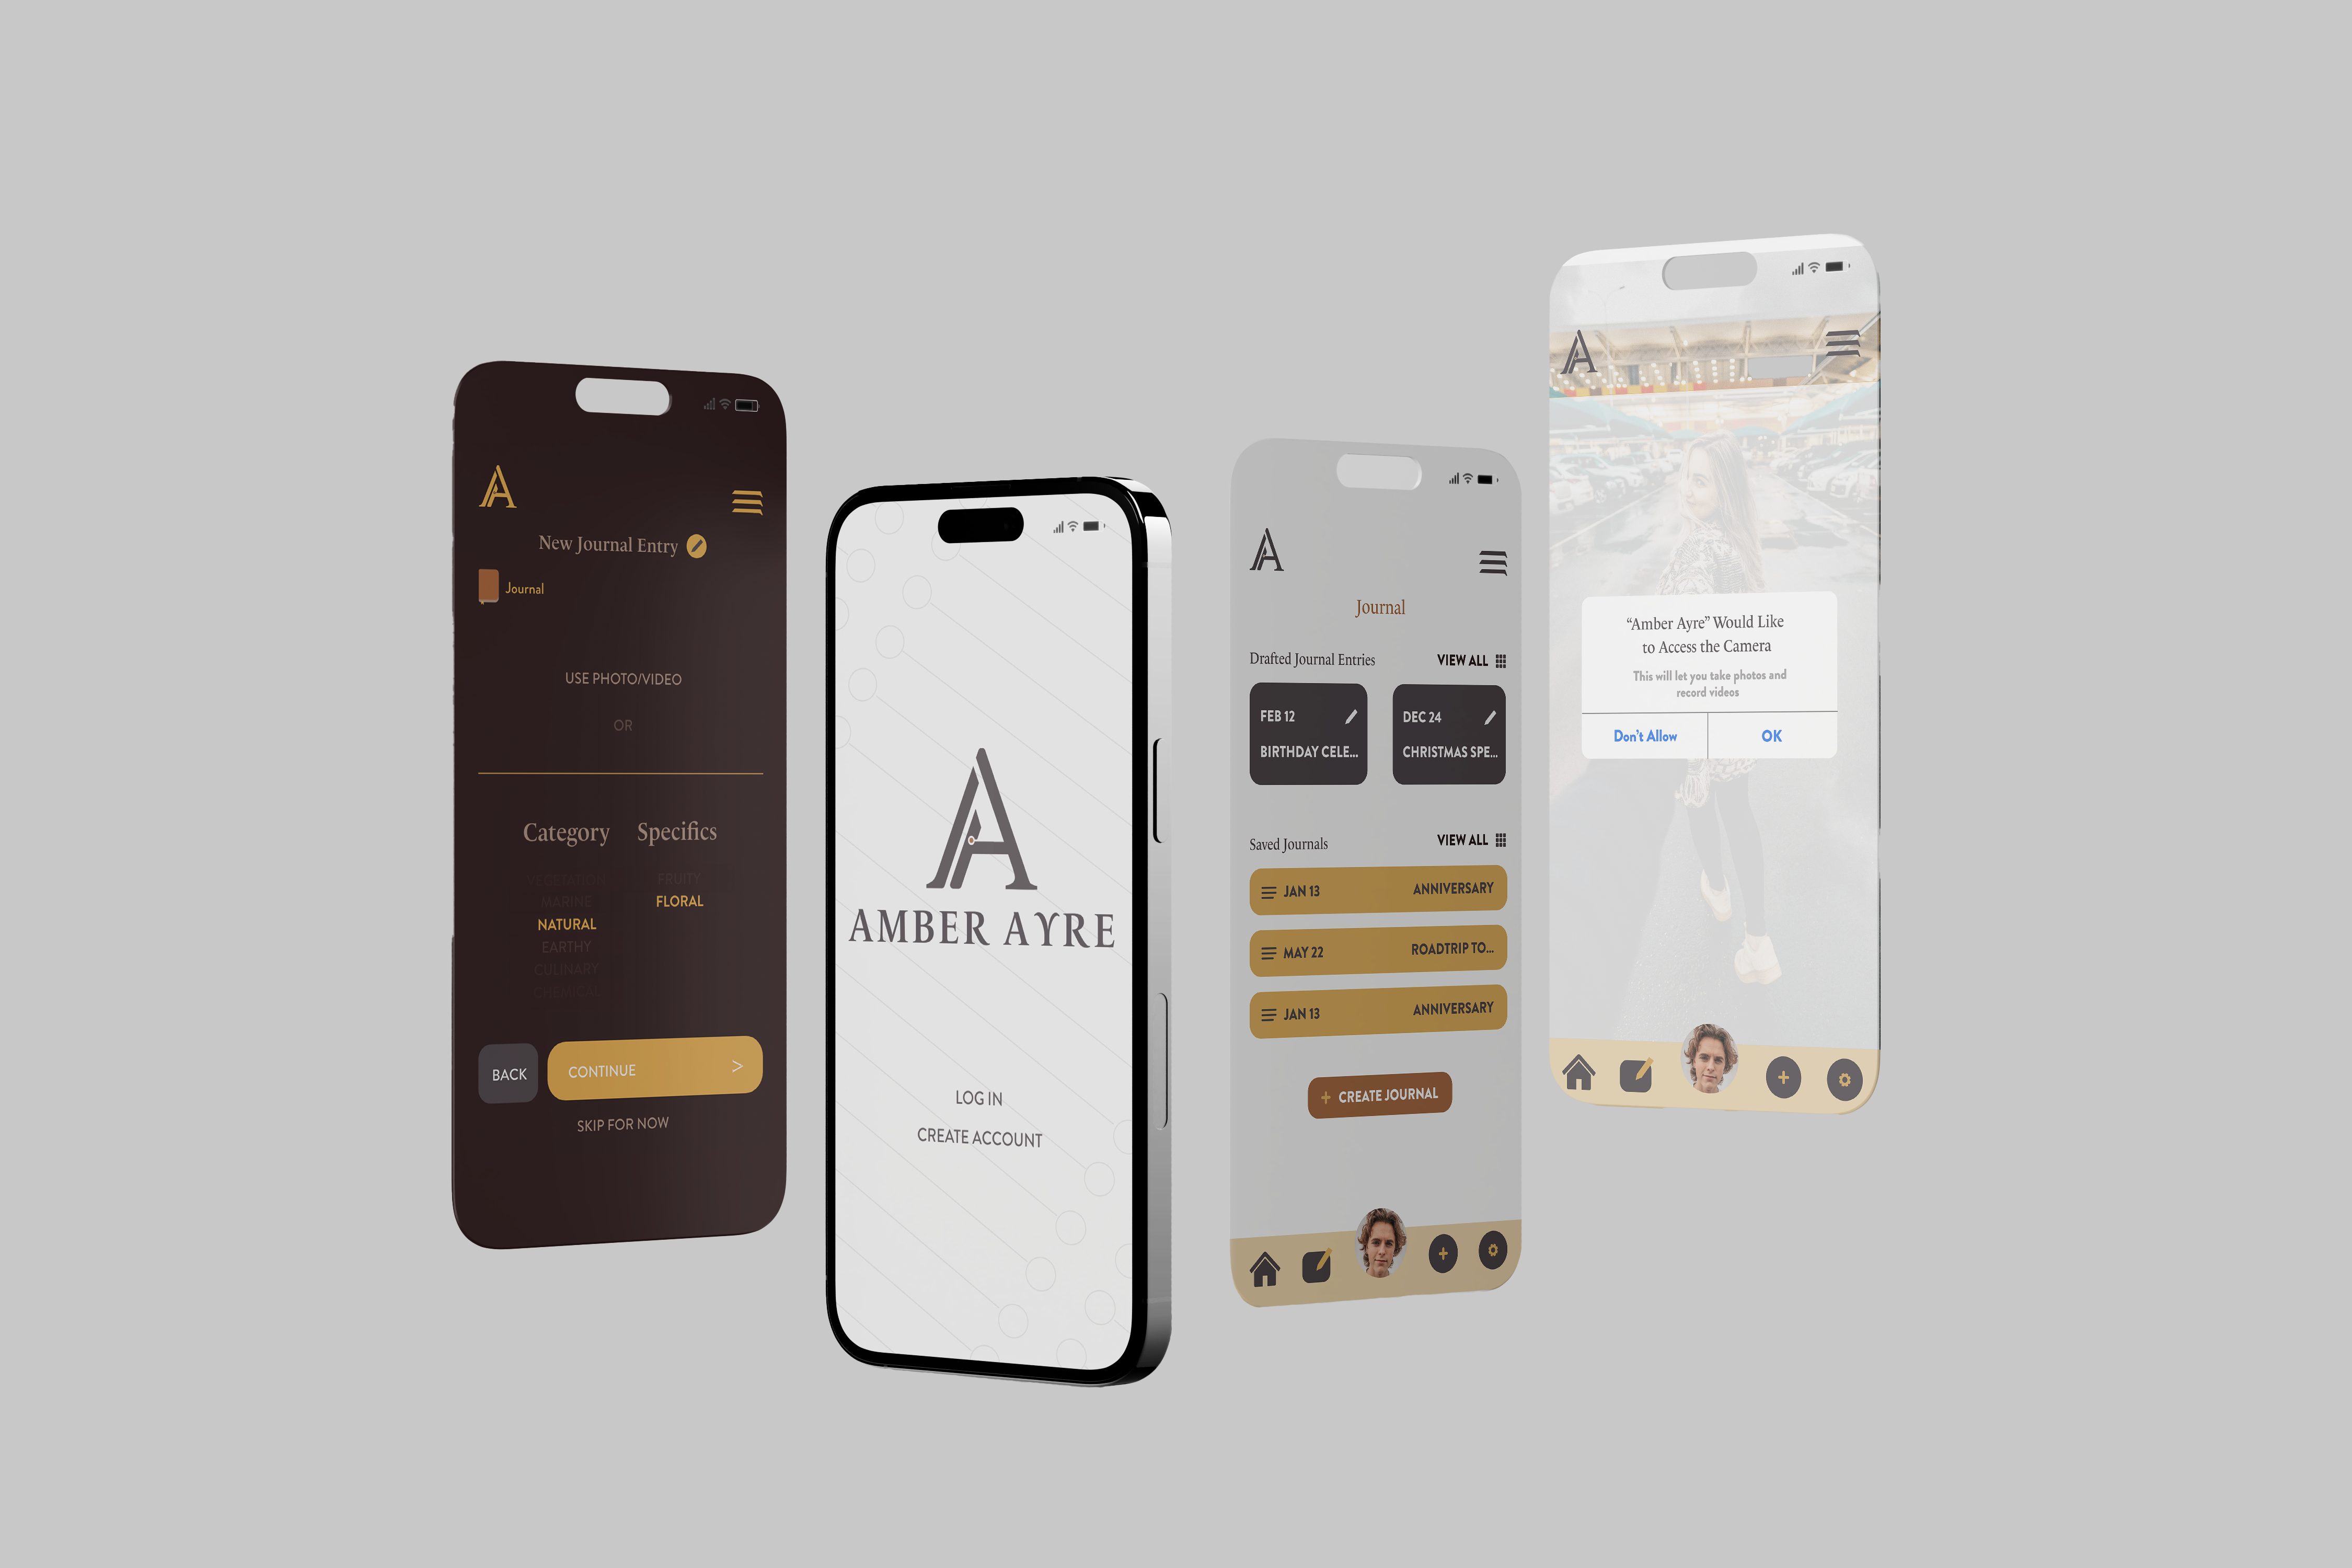 New Journal Entry
Journal
USE PHOTO/VIDEO
OR
Category Specifics
VEGETATION FRUITY
MARINE FLORAL
NATURAL
EARTHY
CULINARY
CHEMICAL
BACK CONTINUE >
SKIP FOR NOW
AMBER AYRE
LOG IN
CREATE ACCOUNT
Journal
Drafted Journal Entries VIEW ALL
FEB 12 DEC 24
BIRTHDAY CELE... CHRISTMAS SPE...
Saved Journals VIEW ALL
JAN 13 ANNIVERSARY
MAY 22 ROADTRIP TO...
JAN 13 ANNIVERSARY
+ CREATE JOURNAL
“Amber Ayre” Would Like
to Access the Camera
This will let you take photos and
record videos
Don’t Allow OK